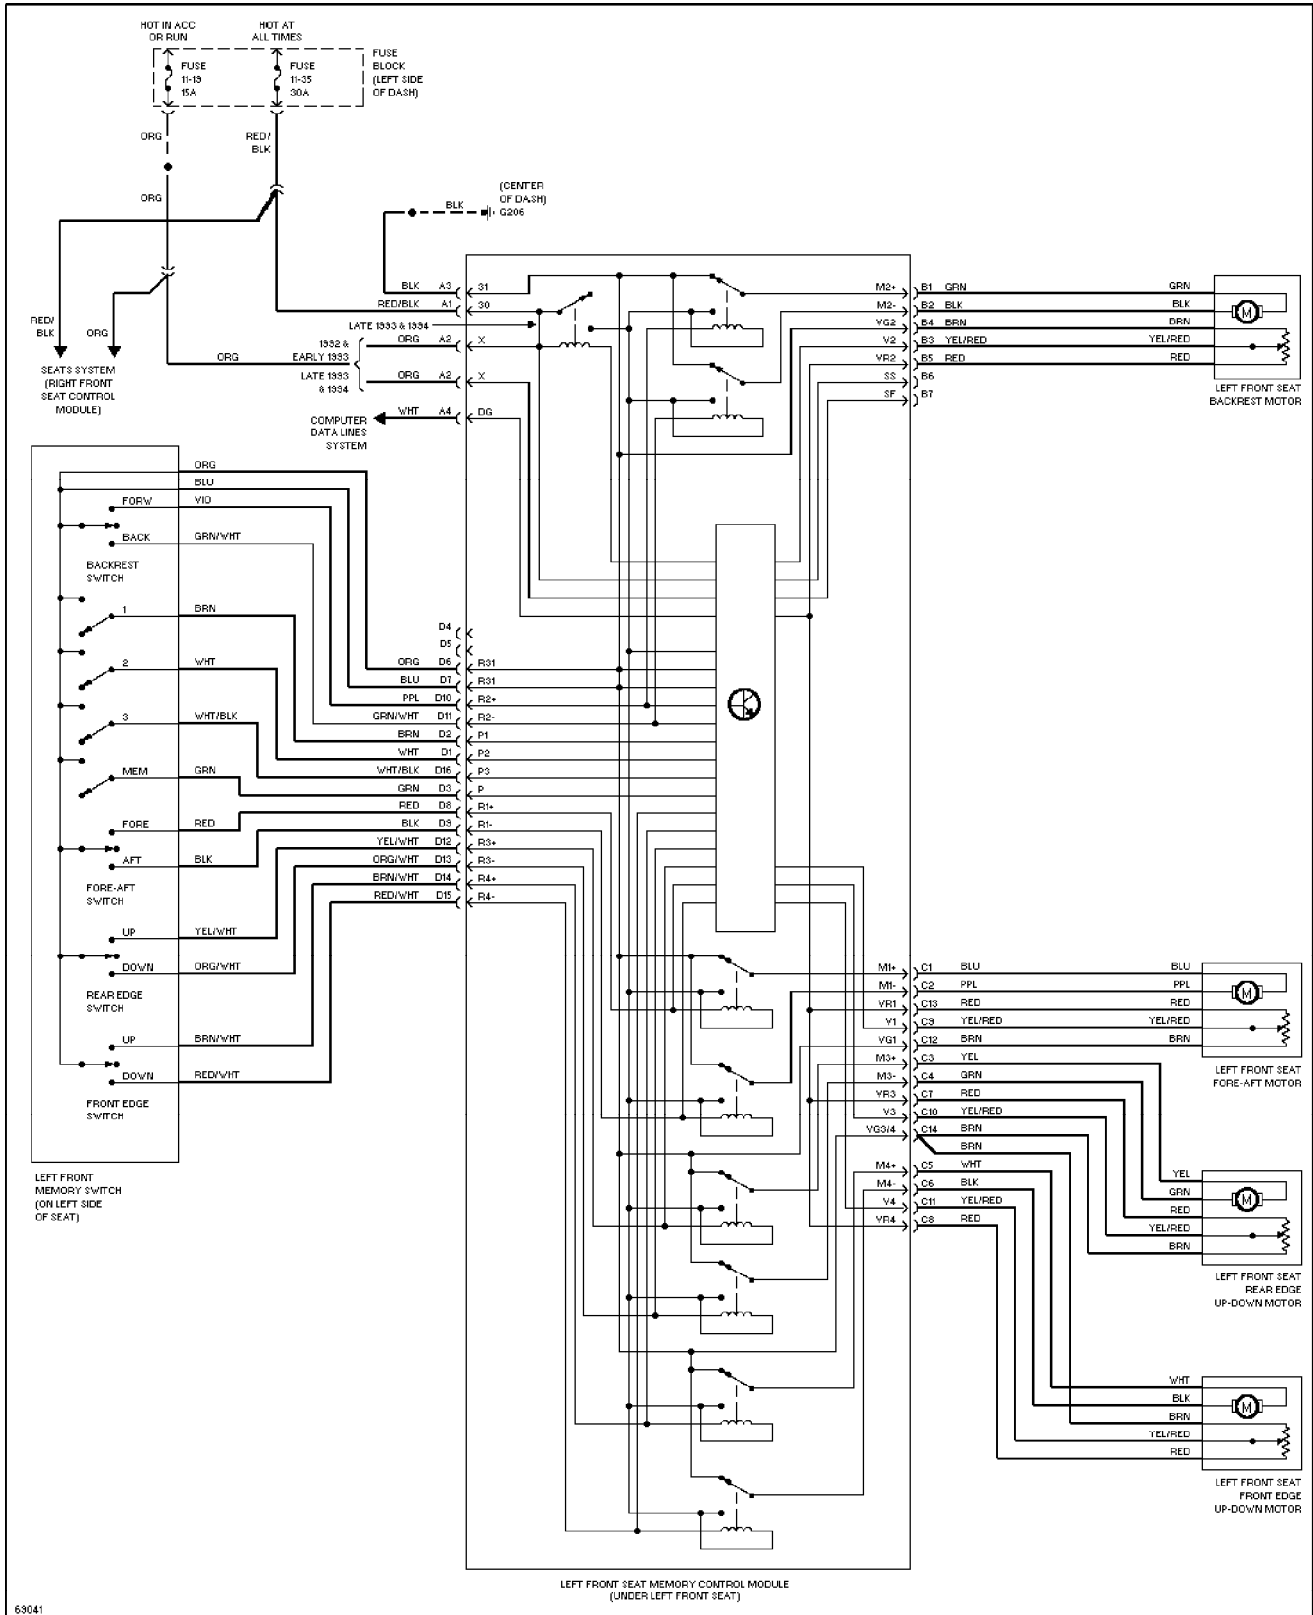 HOT IN ACC
OR RUN
HOT AT
ALL TIMES
FUSE
11-19
15A
FUSE
11-35
30A
FUSE
BLOCK
(LEFT SIDE
OF DASH)
ORG
RED/
BLK
ORG
BLK
(CENTER
OF DASH)
G206
RED/
BLK
ORG
SEATS SYSTEM
(RIGHT FRONT
SEAT CONTROL
MODULE)
ORG
BLK A3 31
RED/BLK A1 30
LATE 1993 & 1994
1992 &
EARLY 1993
ORG A2 X
LATE 1993
& 1994
ORG A2 X
WHT A4 DG
COMPUTER
DATA LINES
SYSTEM
M2+ B1 GRN GRN
M2- B2 BLK BLK
VG2 B4 BRN BRN
V2 B3 YEL/RED YEL/RED
VR2 B5 RED RED
SS B6
SF B7
M
LEFT FRONT SEAT
BACKREST MOTOR
ORG
BLU
FORW VIO
BACK GRN/WHT
BACKREST
SWITCH
1 BRN
2 WHT
3 WHT/BLK
MEM GRN
FORE RED
AFT BLK
FORE-AFT
SWITCH
UP YEL/WHT
DOWN ORG/WHT
REAR EDGE
SWITCH
UP BRN/WHT
DOWN RED/WHT
FRONT EDGE
SWITCH
LEFT FRONT
MEMORY SWITCH
(ON LEFT SIDE
OF SEAT)
D4
D5
ORG D6 R31
BLU D7 R31
PPL D10 R2+
GRN/WHT D11 R2-
BRN D2 P1
WHT D1 P2
WHT/BLK D16 P3
GRN D3 P
RED D8 R1+
BLK D9 R1-
YEL/WHT D12 R3+
ORG/WHT D13 R3-
BRN/WHT D14 R4+
RED/WHT D15 R4-
M1+ C1 BLU BLU
M1- C2 PPL PPL
VR1 C13 RED RED
V1 C9 YEL/RED YEL/RED
VG1 C12 BRN BRN
M
LEFT FRONT SEAT
FORE-AFT MOTOR
M3+ C3 YEL
M3- C4 GRN
VR3 C7 RED
V3 C10 YEL/RED
VG3/4 C14 BRN
BRN
M4+ C5 WHT
M4- C6 BLK
V4 C11 YEL/RED
VR4 C8 RED
YEL
GRN
RED
YEL/RED
BRN
M
LEFT FRONT SEAT
REAR EDGE
UP-DOWN MOTOR
WHT
BLK
BRN
YEL/RED
RED
M
LEFT FRONT SEAT
FRONT EDGE
UP-DOWN MOTOR
LEFT FRONT SEAT MEMORY CONTROL MODULE
(UNDER LEFT FRONT SEAT)
69041